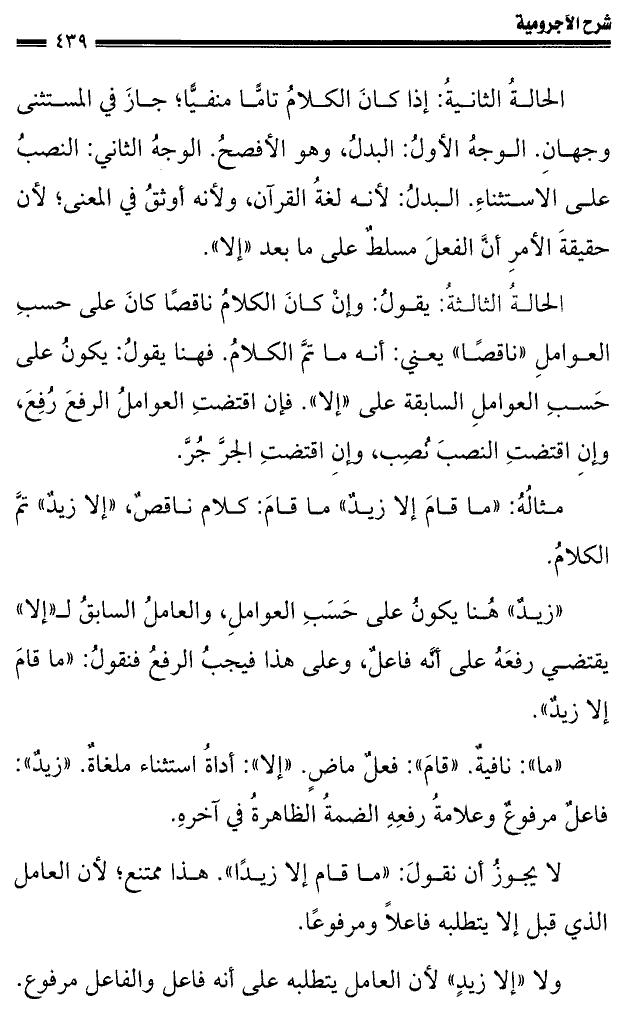 شرح الآجرومية
٤٣٩
الحالةُ الثانيةُ: إذا كانَ الكلامُ تامًّا منفيًّا؛ جازَ في المستثنى
وجهانِ. الوجهُ الأولُ: البدلُ، وهو الأفصحُ. الوجهُ الثاني: النصبُ
على الاستثناءِ. البدلُ: لأنه لغةُ القرآن، ولأنه أوثقُ في المعنى؛ لأن
حقيقةَ الأمرِ أنَّ الفعلَ مسلطٌ على ما بعد «إلا».
الحالةُ الثالثةُ: يقولُ: وإنْ كانَ الكلامُ ناقصًا كانَ على حسبِ
العواملِ «ناقصًا» يعني: أنه ما تمَّ الكلامُ. فهنا يقولُ: يكونُ على
حَسبِ العواملِ السابقة على «إلا». فإن اقتضتِ العواملُ الرفعَ رُفِعَ،
وإن اقتضتِ النصبَ نُصِب، وإنِ اقتضتِ الجرَّ جُرَّ.
مثالُهُ: «ما قامَ إلا زيدٌ» ما قامَ: كلام ناقصٌ، «إلا زيدٌ» تمَّ
الكلامُ.
«زيدٌ» هُنا يكونُ على حَسَبِ العواملِ، والعاملُ السابقُ لـ«إلا»
يقتضي رفعَهُ على أنَّه فاعلٌ، وعلى هذا فيجبُ الرفعُ فنقولُ: «ما قامَ
إلا زيدٌ».
«ما»: نافيةٌ. «قامَ»: فعلٌ ماضٍ. «إلا»: أداةُ استثناء ملغاةٌ. «زيدٌ»:
فاعلٌ مرفوعٌ وعلامةُ رفعِهِ الضمةُ الظاهرةُ في آخرهِ.
لا يجوزُ أن نقولَ: «ما قام إلا زيدًا». هذا ممتنع؛ لأن العامل
الذي قبل إلا يتطلبه فاعلاً ومرفوعًا.
ولا «إلا زيدٍ» لأن العامل يتطلبه على أنه فاعل والفاعل مرفوع.